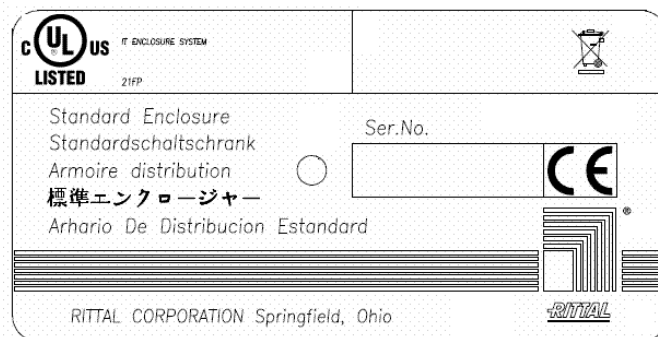 C UL US
®
LISTED
IT ENCLOSURE SYSTEM
21FP
Standard Enclosure
Standardschaltschrank
Armoire distribution
標準エンクロージャー
Arhario De Distribucion Estandard
Ser.No.
CE
®
RITTAL
RITTAL CORPORATION Springfield, Ohio